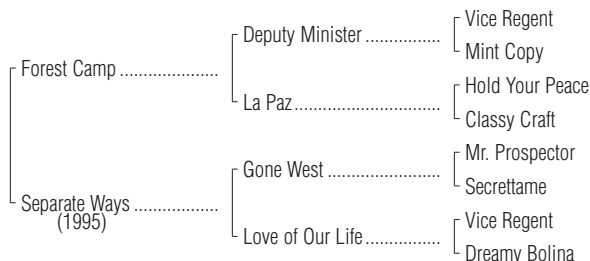 Vice Regent
Deputy Minister ................
Mint Copy
Forest Camp .....................
Hold Your Peace
La Paz...............................
Classy Craft
Mr. Prospector
Gone West ........................
Secrettame
Separate Ways ..................
(1995)
Vice Regent
Love of Our Life................
Dreamy Bolina